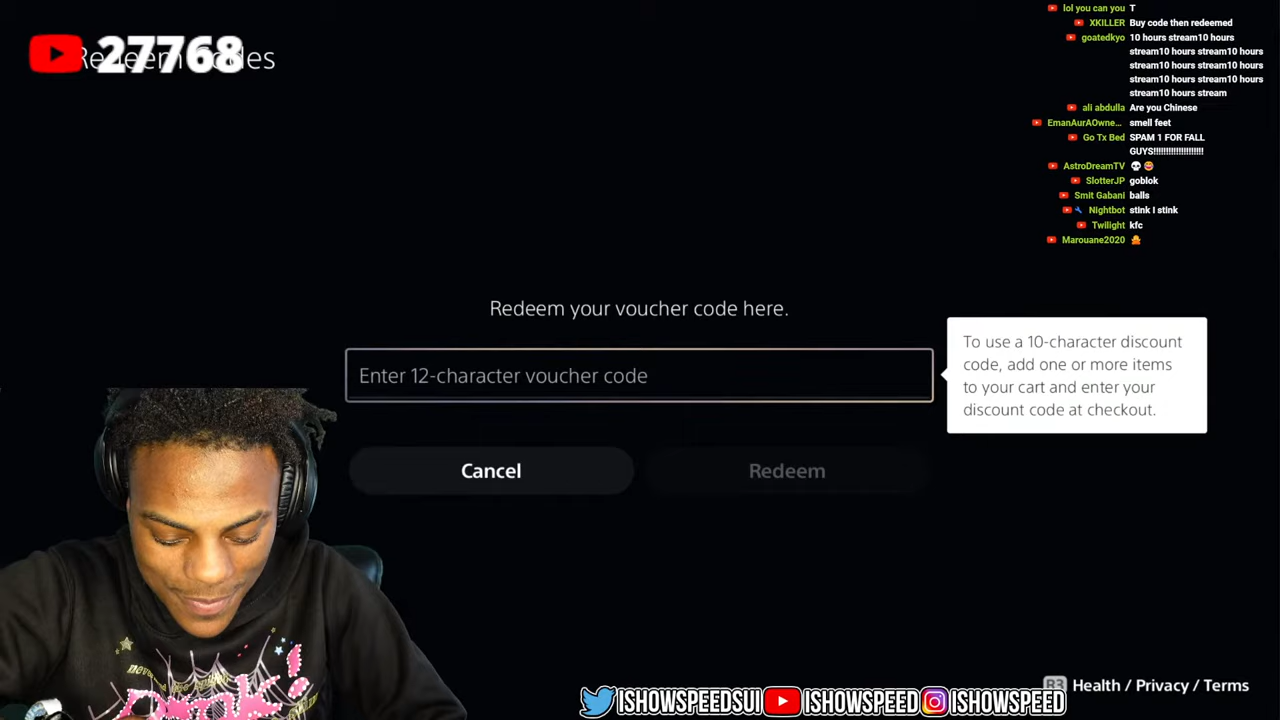 Redeem Codes
27768
lol you can you T
XKILLER Buy code then redeemed
goatedkyo 10 hours stream10 hours
stream10 hours stream10 hours
stream10 hours stream10 hours
stream10 hours stream10 hours
stream10 hours stream
ali abdulla Are you Chinese
EmanAurAOwne... smell feet
Go Tx Bed SPAM 1 FOR FALL
GUYS!!!!!!!!!!!!!!!!!!!!!
AstroDreamTV 💀🤣
SlotterJP goblok
Smit Gabani balls
Nightbot stink I stink
Twilight kfc
Marouane2020
Redeem your voucher code here.
Enter 12-character voucher code
To use a 10-character discount
code, add one or more items
to your cart and enter your
discount code at checkout.
Cancel
Redeem
R3 Health / Privacy / Terms
ISHOWSPEEDSUI ISHOWSPEED ISHOWSPEED